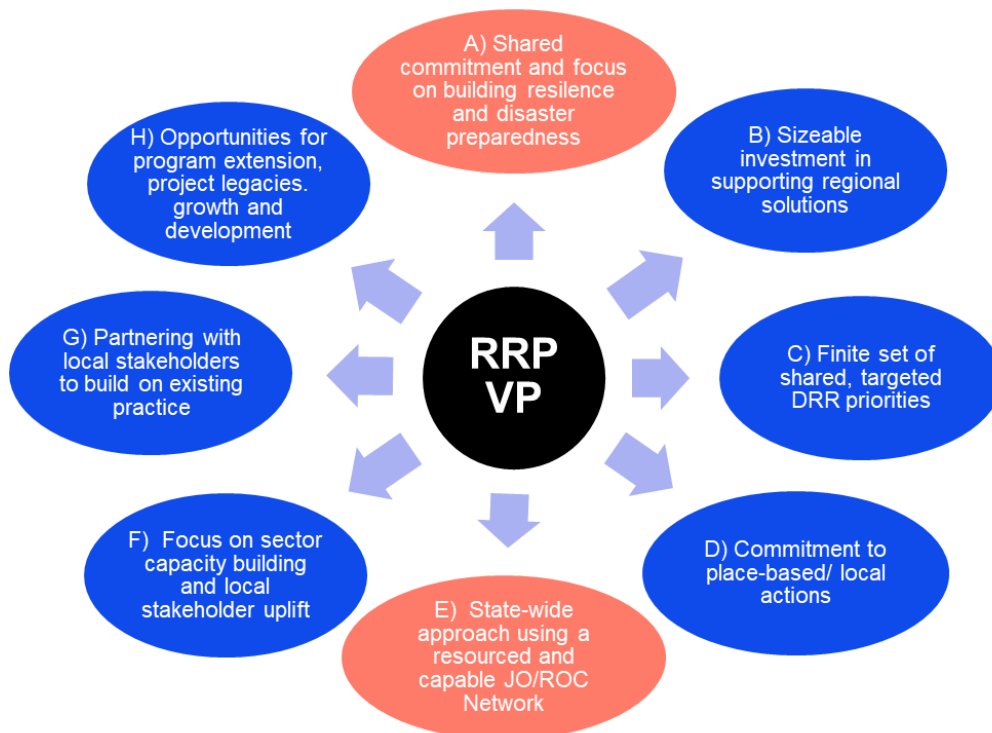 A) Shared
commitment and focus
on building resilence
and disaster
preparedness
B) Sizeable
investment in
supporting regional
solutions
C) Finite set of
shared, targeted
DRR priorities
D) Commitment to
place-based/ local
actions
E) State-wide
approach using a
resourced and
capable JO/ROC
Network
F) Focus on sector
capacity building
and local
stakeholder uplift
G) Partnering with
local stakeholders
to build on existing
practice
H) Opportunities for
program extension,
project legacies.
growth and
development
RRP
VP